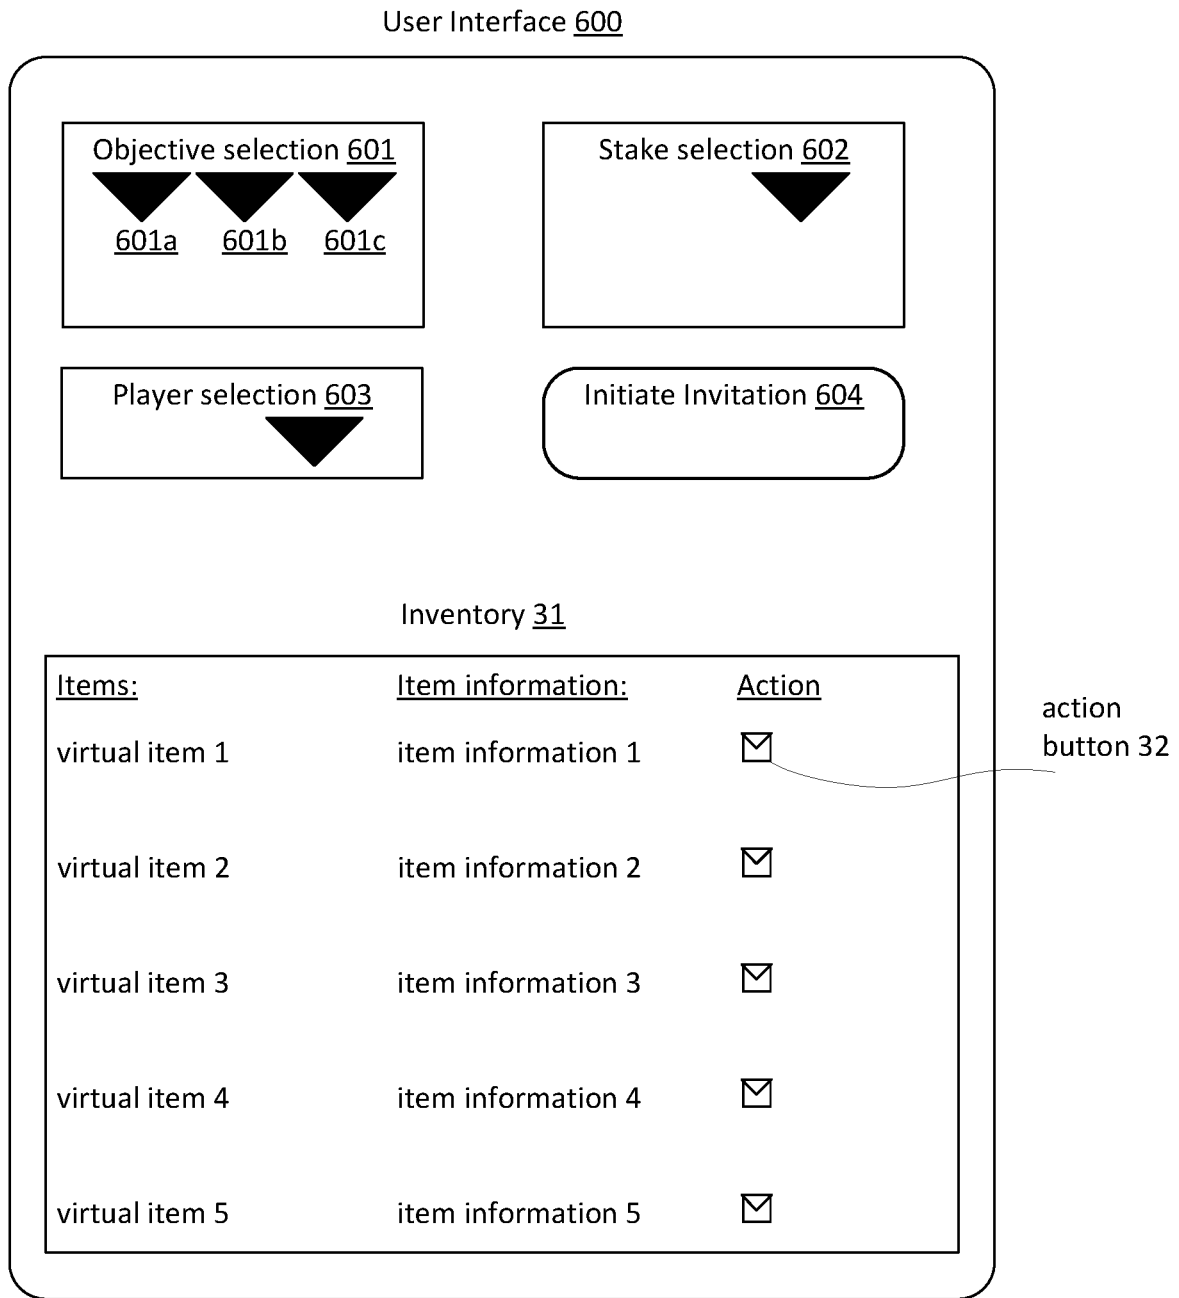 User Interface 600
Objective selection 601
601a 601b 601c
Stake selection 602
Player selection 603
Initiate Invitation 604
Inventory 31
Items: Item information: Action
virtual item 1 item information 1
action
button 32
virtual item 2 item information 2
virtual item 3 item information 3
virtual item 4 item information 4
virtual item 5 item information 5